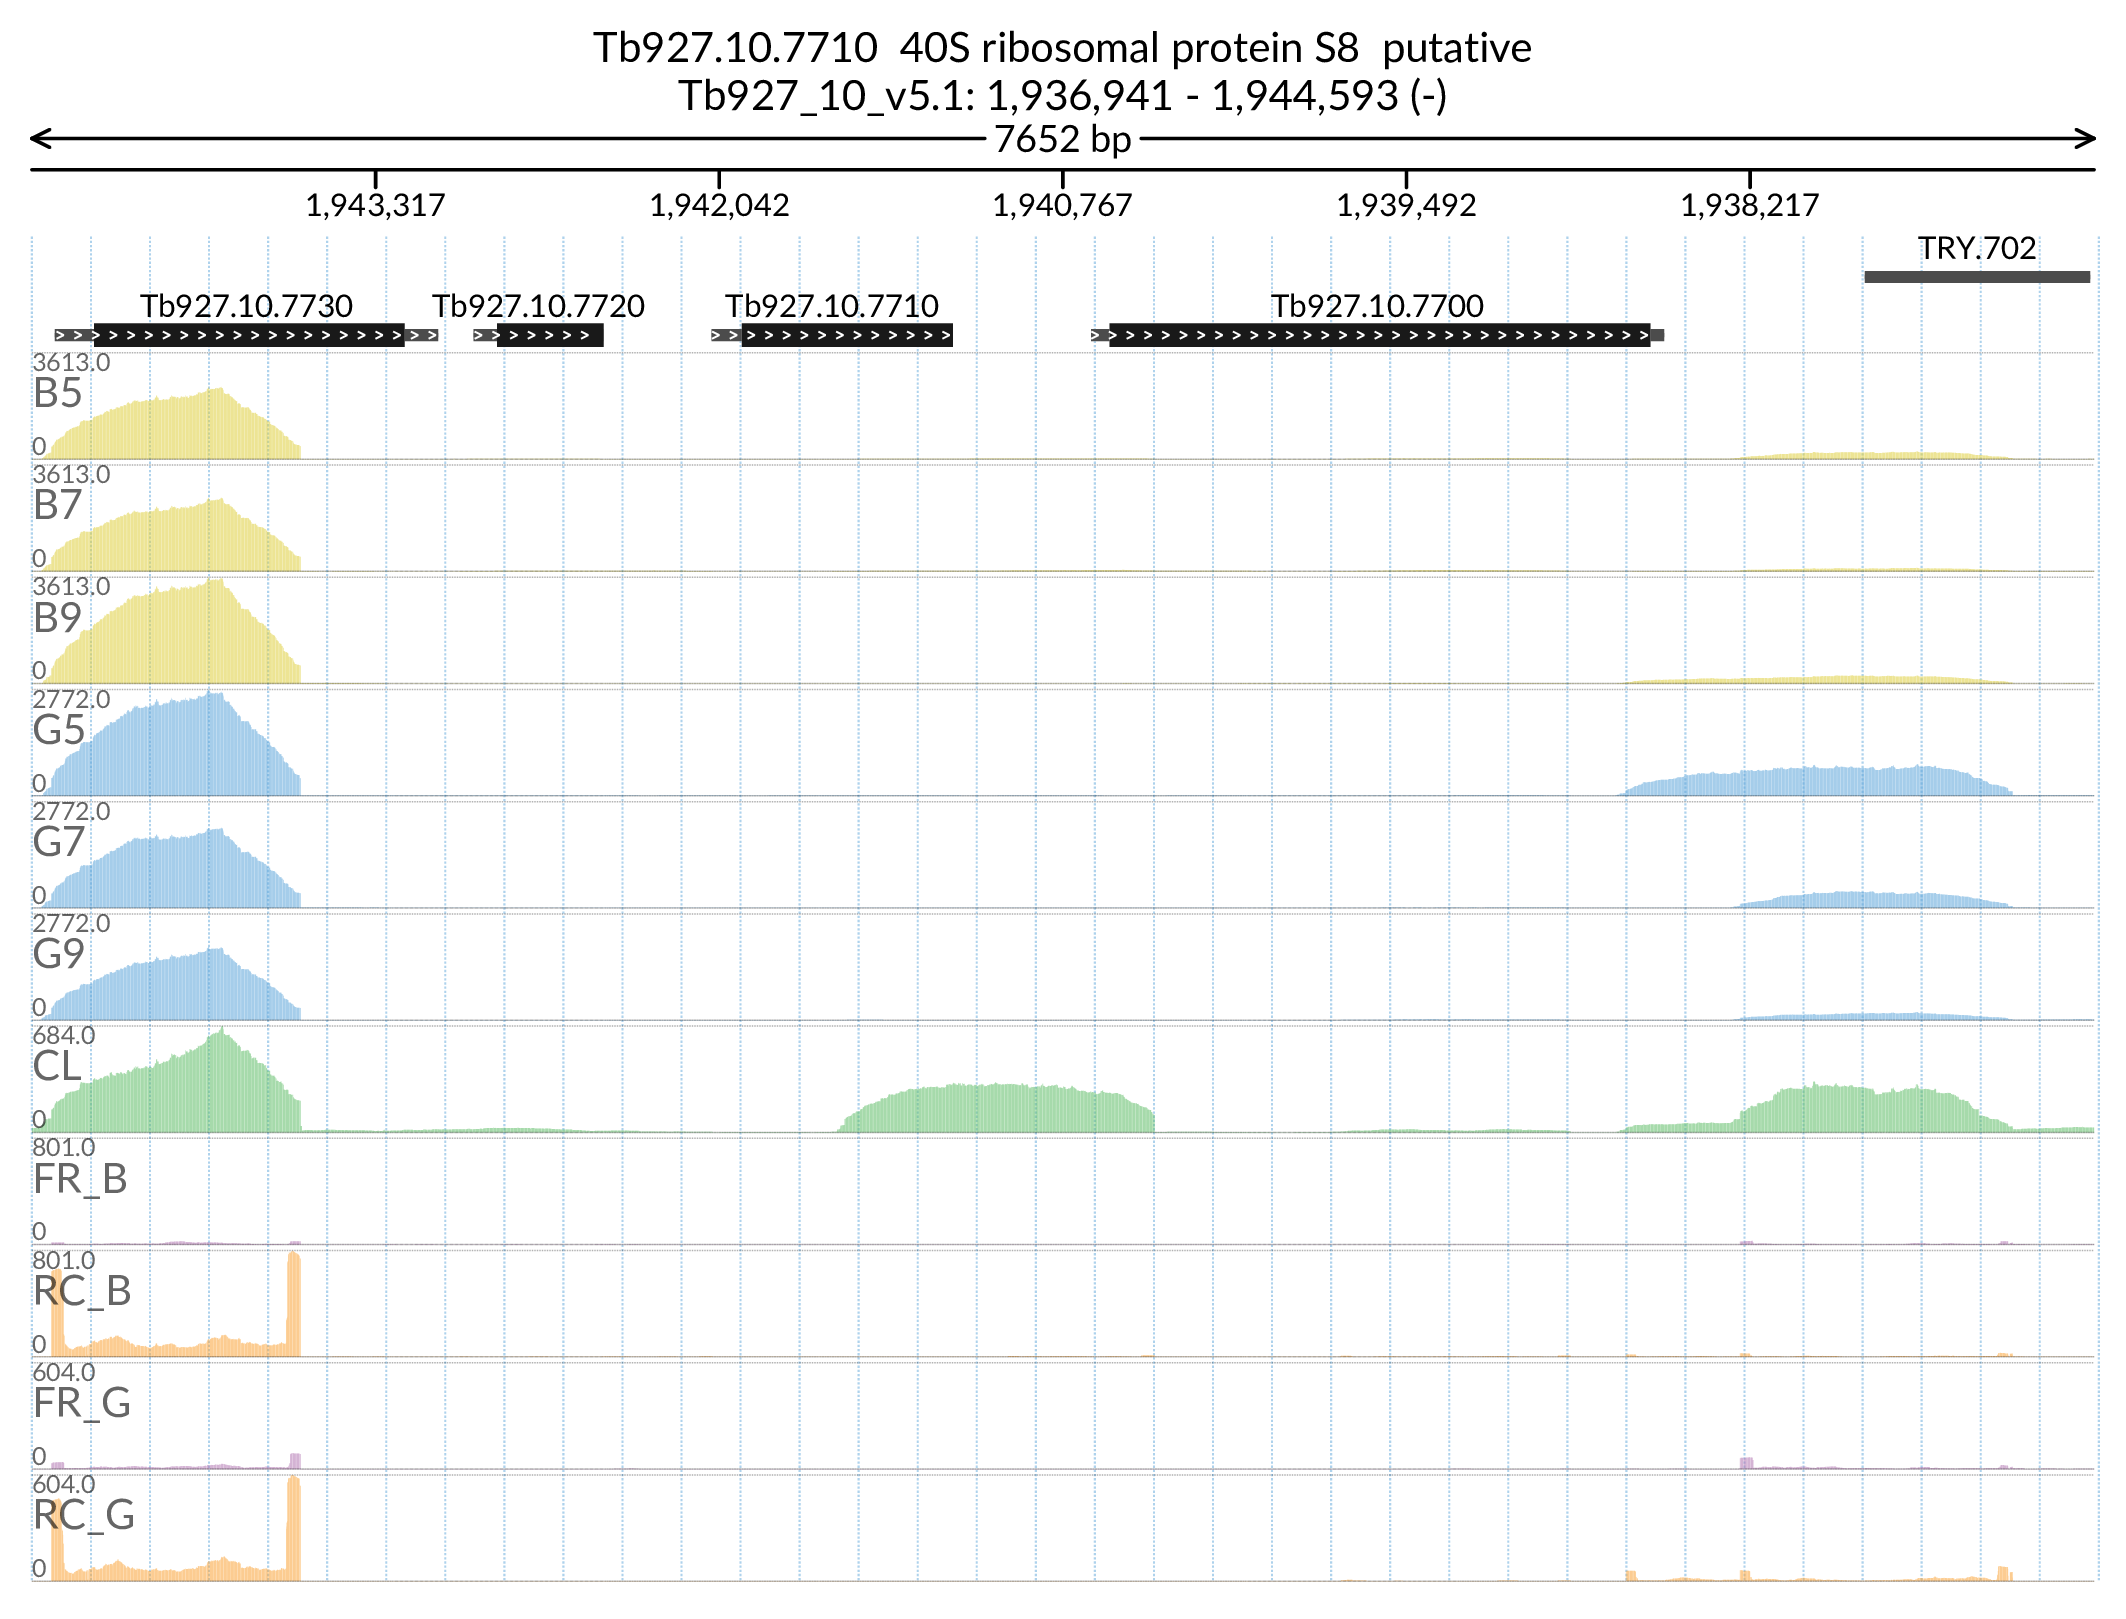 Tb927.10.7710  40S ribosomal protein S8  putative
Tb927_10_v5.1: 1,936,941 - 1,944,593 (-)
7652 bp
1,943,317 1,942,042 1,940,767 1,939,492 1,938,217
TRY.702
Tb927.10.7730 Tb927.10.7720 Tb927.10.7710 Tb927.10.7700
3613.0
B5
0
3613.0
B7
0
3613.0
B9
0
2772.0
G5
0
2772.0
G7
0
2772.0
G9
0
684.0
CL
0
801.0
FR_B
0
801.0
RC_B
0
604.0
FR_G
0
604.0
RC_G
0